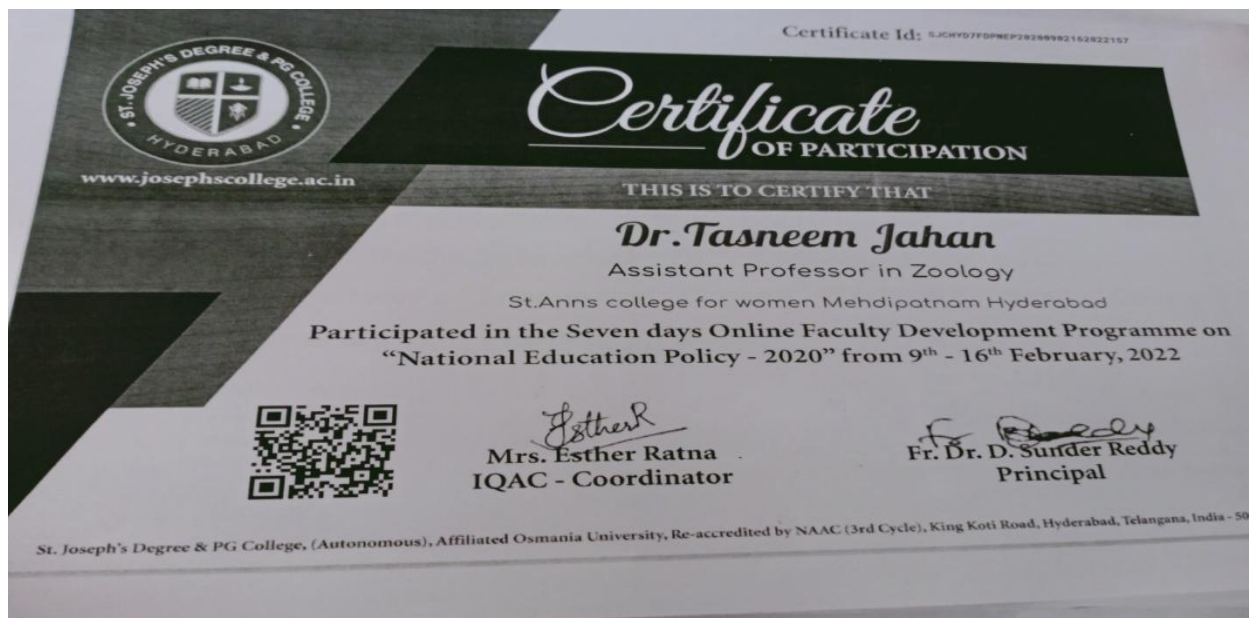 Certificate Id: SJCHYD7FDPNEP20200902162022157
ST. JOSEPH'S DEGREE & PG COLLEGE
HYDERABAD
www.josephscollege.ac.in
Certificate
OF PARTICIPATION
THIS IS TO CERTIFY THAT
Dr.Tasneem Jahan
Assistant Professor in Zoology
St.Anns college for women Mehdipatnam Hyderabad
Participated in the Seven days Online Faculty Development Programme on
“National Education Policy - 2020” from 9th - 16th February, 2022
EstherR
Mrs. Esther Ratna
IQAC - Coordinator
Fr. Dr. D. Sunder Reddy
Principal
St. Joseph's Degree & PG College, (Autonomous), Affiliated Osmania University, Re-accredited by NAAC (3rd Cycle), King Koti Road, Hyderabad, Telangana, India - 50